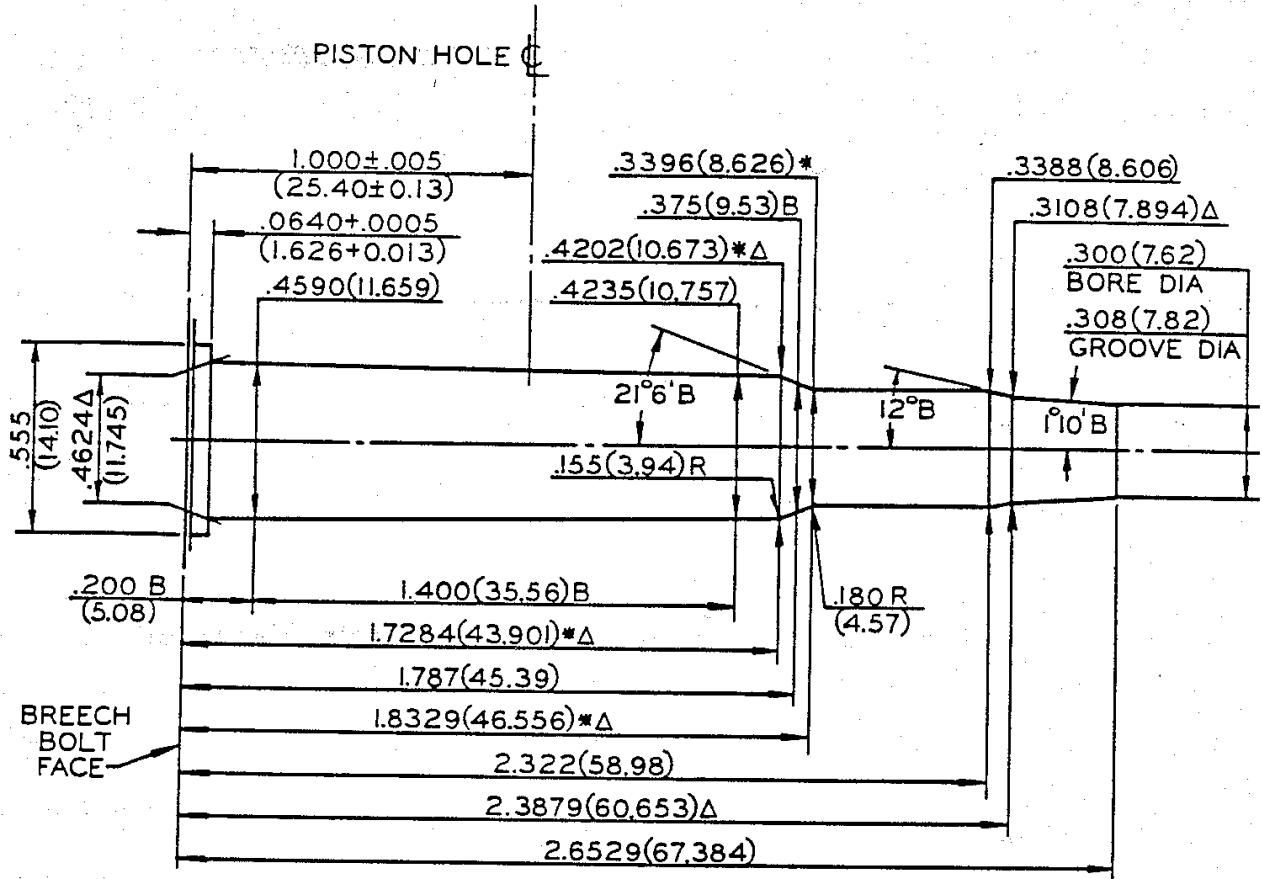 PISTON HOLE ℄
1.000±.005
(25.40±0.13)
.0640+.0005
(1.626+0.013)
.4590(11.659)
.3396(8.626)*
.375(9.53)B
.4202(10.673)*Δ
.4235(10.757)
.3388(8.606)
.3108(7.894)Δ
.300(7.62)
BORE DIA
.308(7.82)
GROOVE DIA
.555
(14.10)
.4624Δ
(11.745)
21°6'B
12°B
1°10'B
.155(3.94)R
.200 B
(5.08)
1.400(35.56)B
.180 R
(4.57)
1.7284(43.901)*Δ
1.787(45.39)
1.8329(46.556)*Δ
BREECH
BOLT
FACE
2.322(58.98)
2.3879(60.653)Δ
2.6529(67.384)